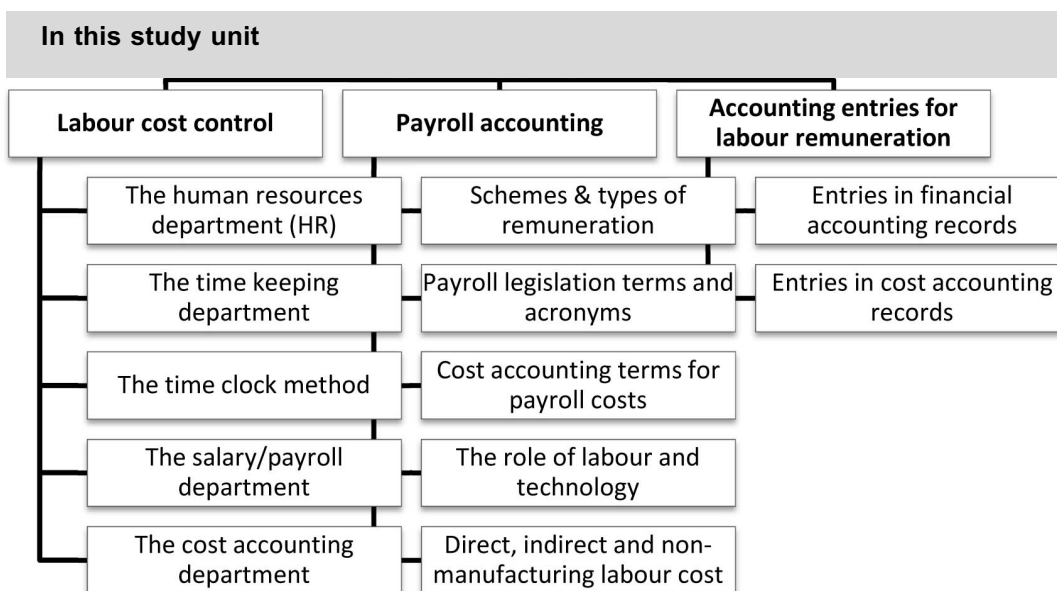 In this study unit
Labour cost control
Payroll accounting
Accounting entries for
labour remuneration
The human resources
department (HR)
The time keeping
department
The time clock method
The salary/payroll
department
The cost accounting
department
Schemes & types of
remuneration
Payroll legislation terms and
acronyms
Cost accounting terms for
payroll costs
The role of labour and
technology
Direct, indirect and non-
manufacturing labour cost
Entries in financial
accounting records
Entries in cost accounting
records